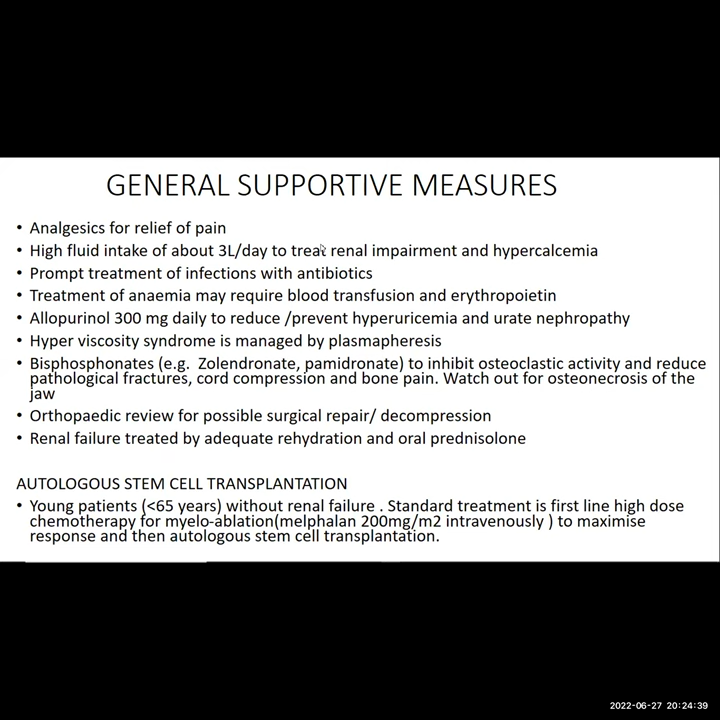 GENERAL SUPPORTIVE MEASURES
• Analgesics for relief of pain
• High fluid intake of about 3L/day to treat renal impairment and hypercalcemia
• Prompt treatment of infections with antibiotics
• Treatment of anaemia may require blood transfusion and erythropoietin
• Allopurinol 300 mg daily to reduce /prevent hyperuricemia and urate nephropathy
• Hyper viscosity syndrome is managed by plasmapheresis
• Bisphosphonates (e.g. Zolendronate, pamidronate) to inhibit osteoclastic activity and reduce
pathological fractures, cord compression and bone pain. Watch out for osteonecrosis of the
jaw
• Orthopaedic review for possible surgical repair/ decompression
• Renal failure treated by adequate rehydration and oral prednisolone
AUTOLOGOUS STEM CELL TRANSPLANTATION
• Young patients (<65 years) without renal failure . Standard treatment is first line high dose
chemotherapy for myelo-ablation(melphalan 200mg/m2 intravenously ) to maximise
response and then autologous stem cell transplantation.
2022-06-27 20:24:39